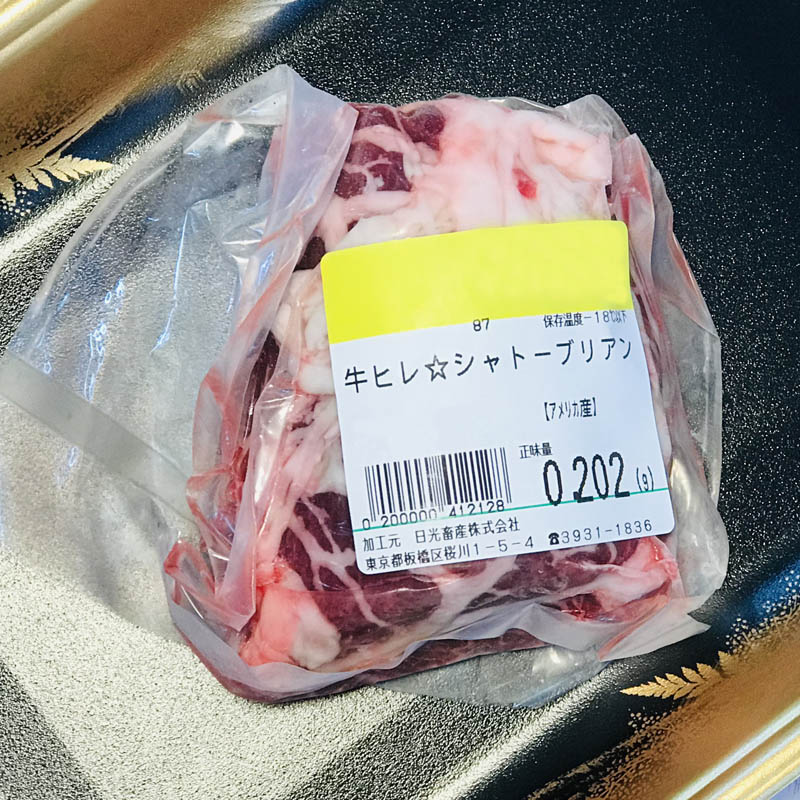 87 保存温度-18℃以下
牛ヒレ☆シャトーブリアン
【アメリカ産】
正味量
0 202 (g)
0 200000 412128
加工元 日光畜産株式会社
東京都板橋区桜川1-5-4 ☎3931-1836